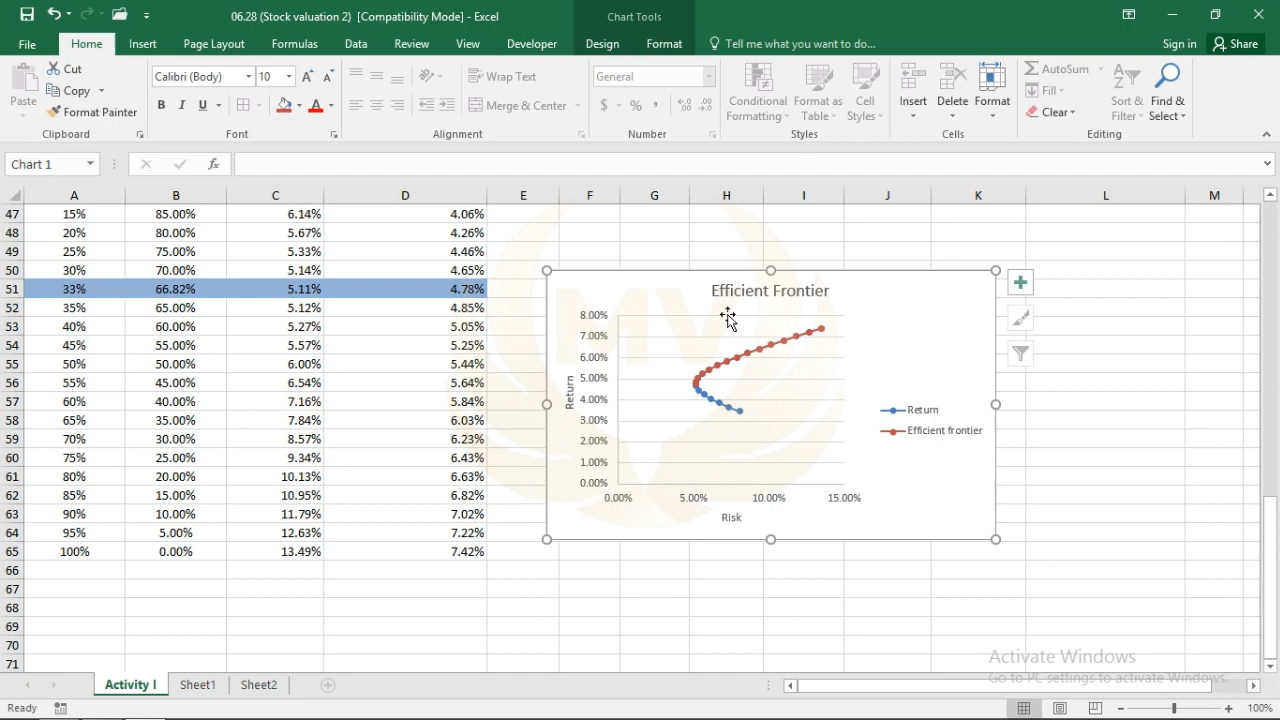 06.28 (Stock valuation 2) [Compatibility Mode] - Excel
Chart Tools
File Home Insert Page Layout Formulas Data Review View Developer Design Format Tell me what you want to do... Sign in Share
Paste
Cut
Copy
Format Painter
Clipboard
Calibri (Body) 10
B I U
Font
Wrap Text
Merge & Center
Alignment
General
$ % ,
Number
Conditional Formatting
Format as Table
Cell Styles
Styles
Insert
Delete
Format
Cells
AutoSum
Fill
Clear
Sort & Filter
Find & Select
Editing
Chart 1
fx
A B C D E F G H I J K L M
47 15% 85.00% 6.14% 4.06%
48 20% 80.00% 5.67% 4.26%
49 25% 75.00% 5.33% 4.46%
50 30% 70.00% 5.14% 4.65%
51 33% 66.82% 5.11% 4.78%
52 35% 65.00% 5.12% 4.85%
53 40% 60.00% 5.27% 5.05%
54 45% 55.00% 5.57% 5.25%
55 50% 50.00% 6.00% 5.44%
56 55% 45.00% 6.54% 5.64%
57 60% 40.00% 7.16% 5.84%
58 65% 35.00% 7.84% 6.03%
59 70% 30.00% 8.57% 6.23%
60 75% 25.00% 9.34% 6.43%
61 80% 20.00% 10.13% 6.63%
62 85% 15.00% 10.95% 6.82%
63 90% 10.00% 11.79% 7.02%
64 95% 5.00% 12.63% 7.22%
65 100% 0.00% 13.49% 7.42%
66
67
68
69
70
71
Efficient Frontier
8.00%
7.00%
6.00%
5.00%
4.00%
3.00%
2.00%
1.00%
0.00%
Return
0.00% 5.00% 10.00% 15.00%
Risk
Return
Efficient frontier
MV
Activate Windows
Go to PC settings to activate Windows.
Activity I Sheet1 Sheet2
Ready
100%